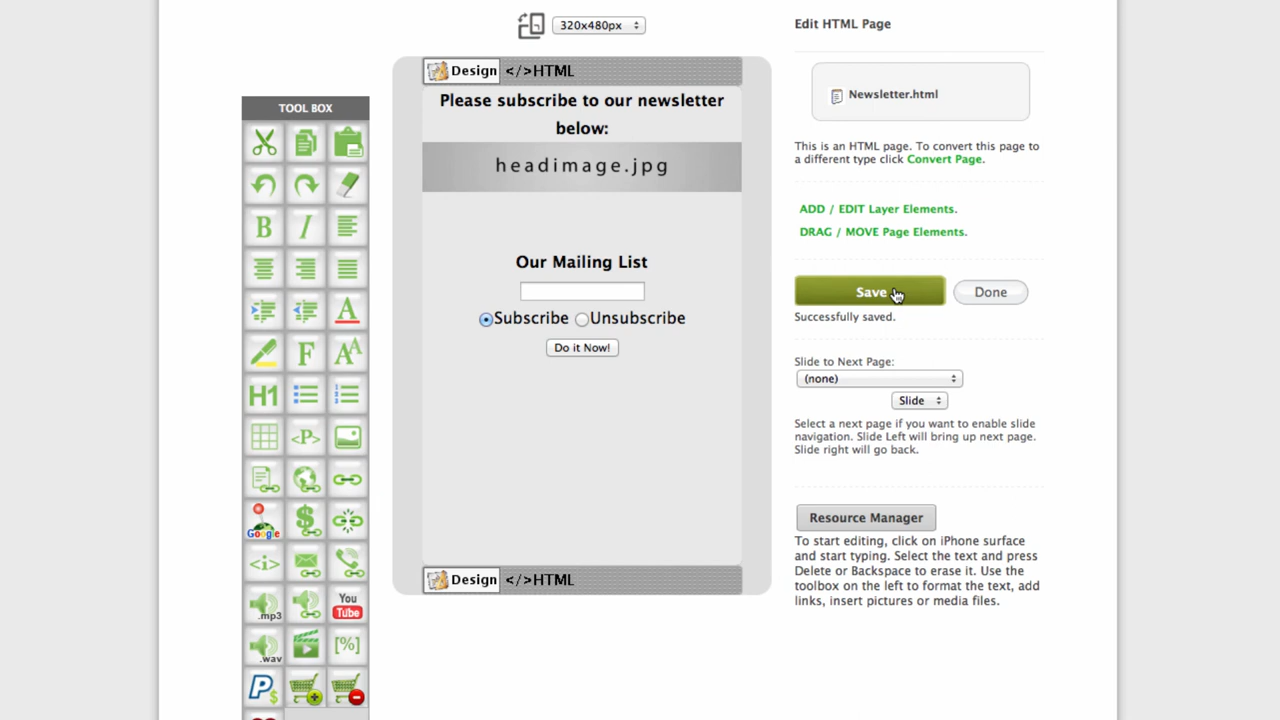 320x480px
Edit HTML Page
Design </>HTML
Newsletter.html
Please subscribe to our newsletter
below:
headimage.jpg
Our Mailing List
Subscribe Unsubscribe
Do it Now!
Design </>HTML
TOOL BOX
B I
A
F AA
H1
<P>
Google $
<i>
.mp3 You
Tube
.wav [%]
P$
This is an HTML page. To convert this page to
a different type click Convert Page.
ADD / EDIT Layer Elements.
DRAG / MOVE Page Elements.
Save Done
Successfully saved.
Slide to Next Page:
(none)
Slide
Select a next page if you want to enable slide
navigation. Slide Left will bring up next page.
Slide right will go back.
Resource Manager
To start editing, click on iPhone surface
and start typing. Select the text and press
Delete or Backspace to erase it. Use the
toolbox on the left to format the text, add
links, insert pictures or media files.